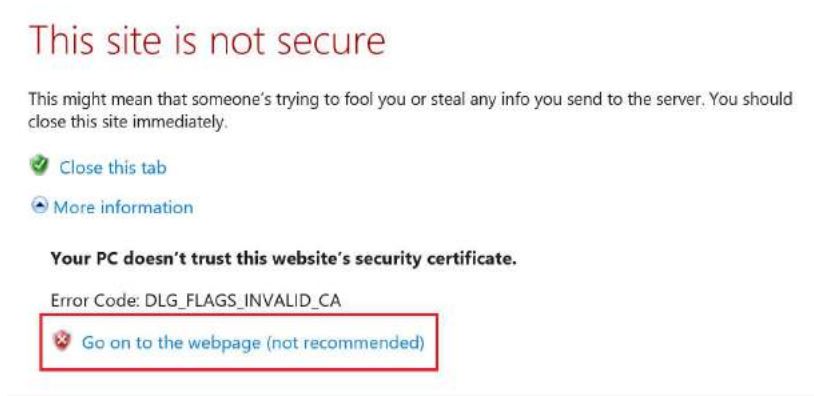 This site is not secure
This might mean that someone's trying to fool you or steal any info you send to the server. You should
close this site immediately.
Close this tab
More information
Your PC doesn't trust this website's security certificate.
Error Code: DLG_FLAGS_INVALID_CA
Go on to the webpage (not recommended)